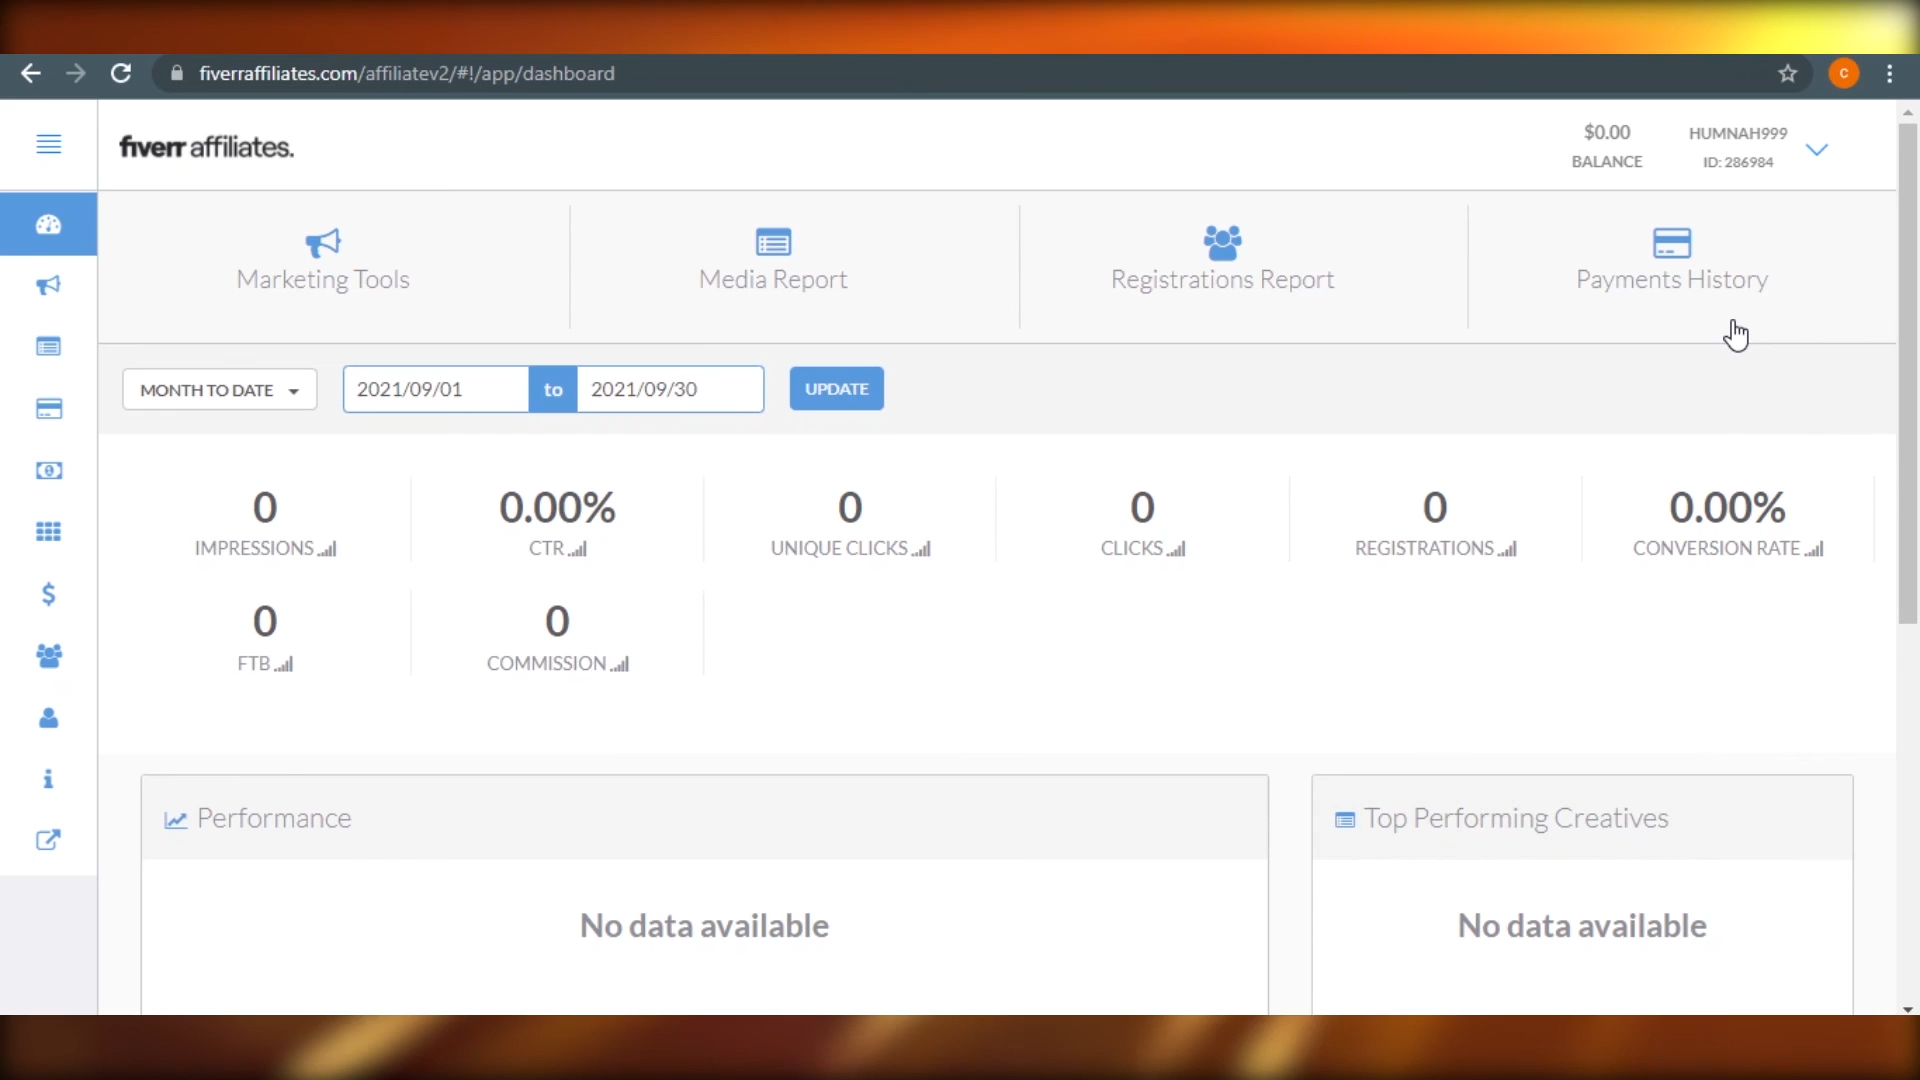 fiverraffiliates.com/affiliatev2/#!/app/dashboard
C
fiverr affiliates.
$0.00
BALANCE
HUMNAH999
ID: 286984
Marketing Tools
Media Report
Registrations Report
Payments History
MONTH TO DATE
2021/09/01
to
2021/09/30
UPDATE
0
IMPRESSIONS
0.00%
CTR
0
UNIQUE CLICKS
0
CLICKS
0
REGISTRATIONS
0.00%
CONVERSION RATE
0
FTB
0
COMMISSION
Performance
No data available
Top Performing Creatives
No data available